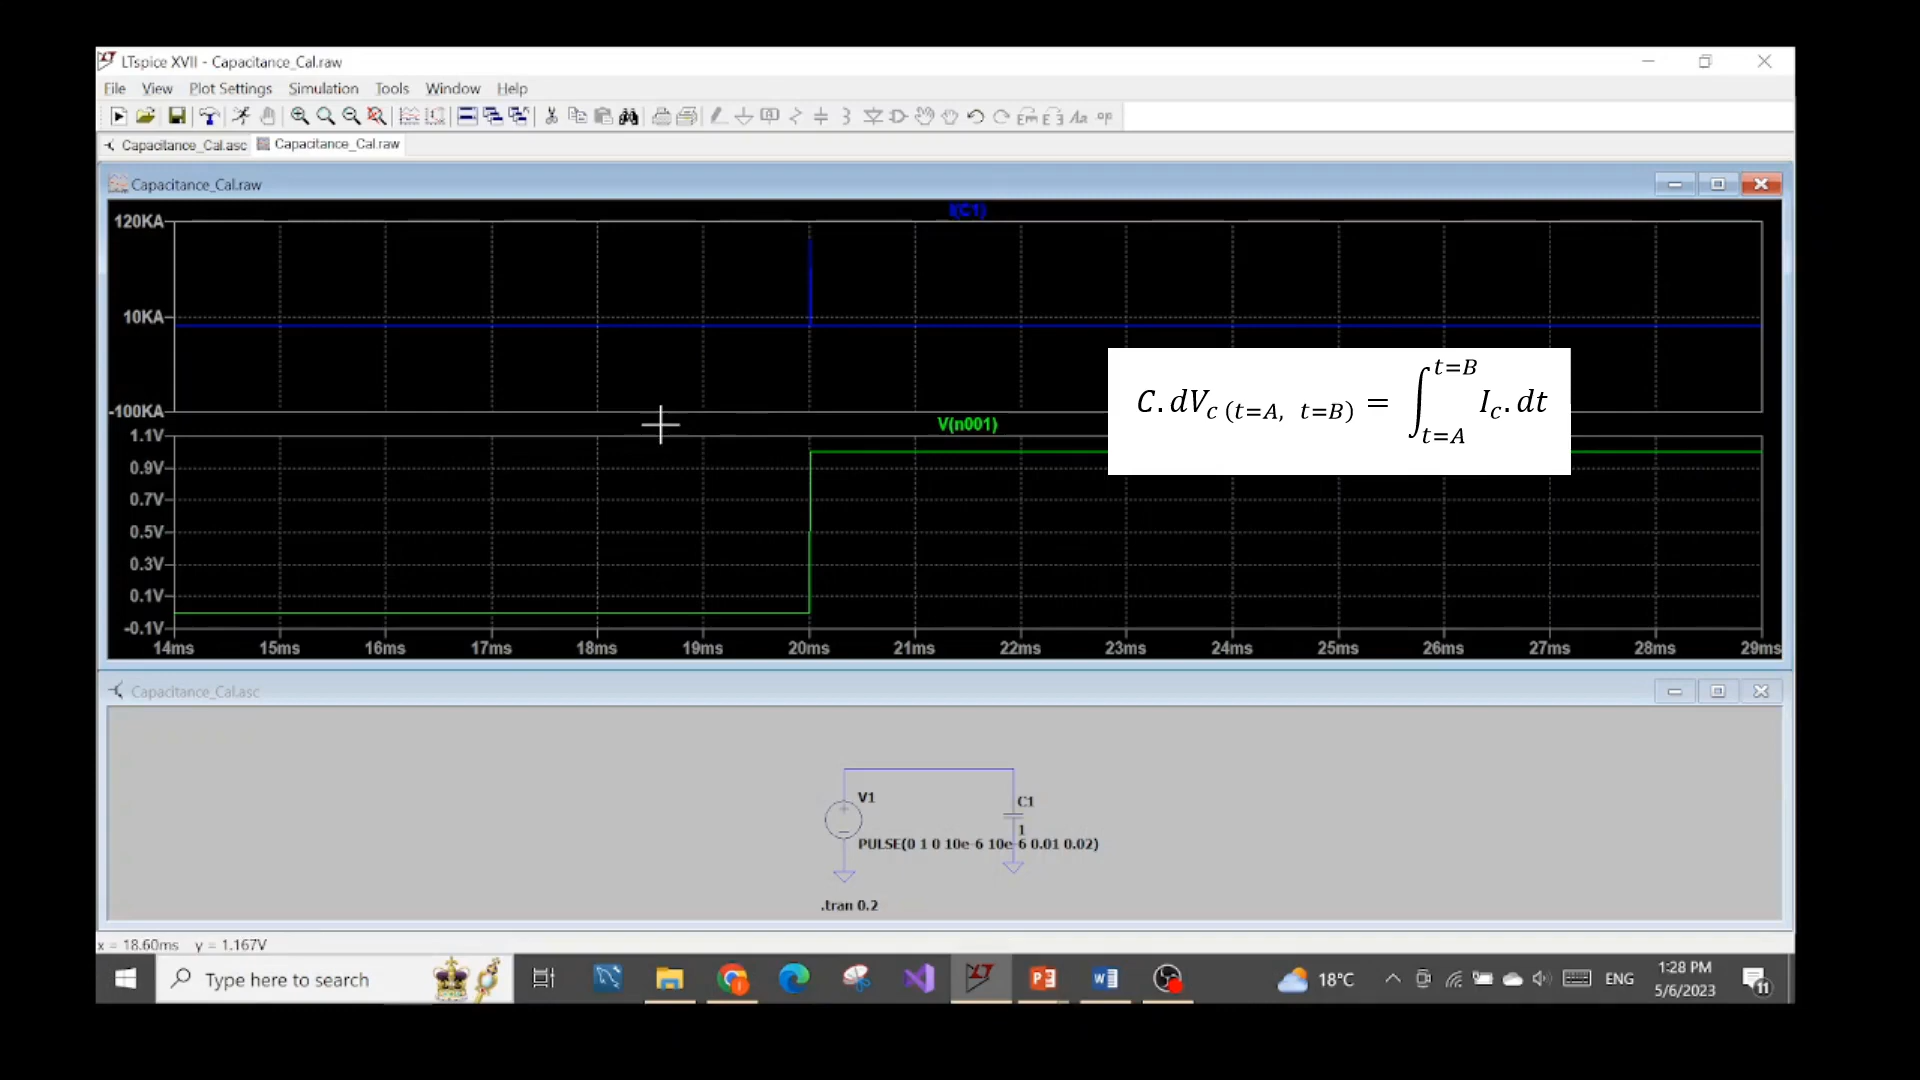 LTspice XVII - Capacitance_Cal.raw
File View Plot Settings Simulation Tools Window Help
Capacitance_Cal.asc Capacitance_Cal.raw
Capacitance_Cal.raw
I(C1)
120KA
10KA
-100KA
C.dVc (t=A, t=B) = ∫ t=A t=B Ic.dt
V(n001)
1.1V
0.9V
0.7V
0.5V
0.3V
0.1V
-0.1V
14ms 15ms 16ms 17ms 18ms 19ms 20ms 21ms 22ms 23ms 24ms 25ms 26ms 27ms 28ms 29ms
Capacitance_Cal.asc
V1
C1
1
PULSE(0 1 0 10e-6 10e-6 0.01 0.02)
.tran 0.2
x = 18.60ms y = 1.167V
Type here to search
18°C
ENG
1:28 PM
5/6/2023
11